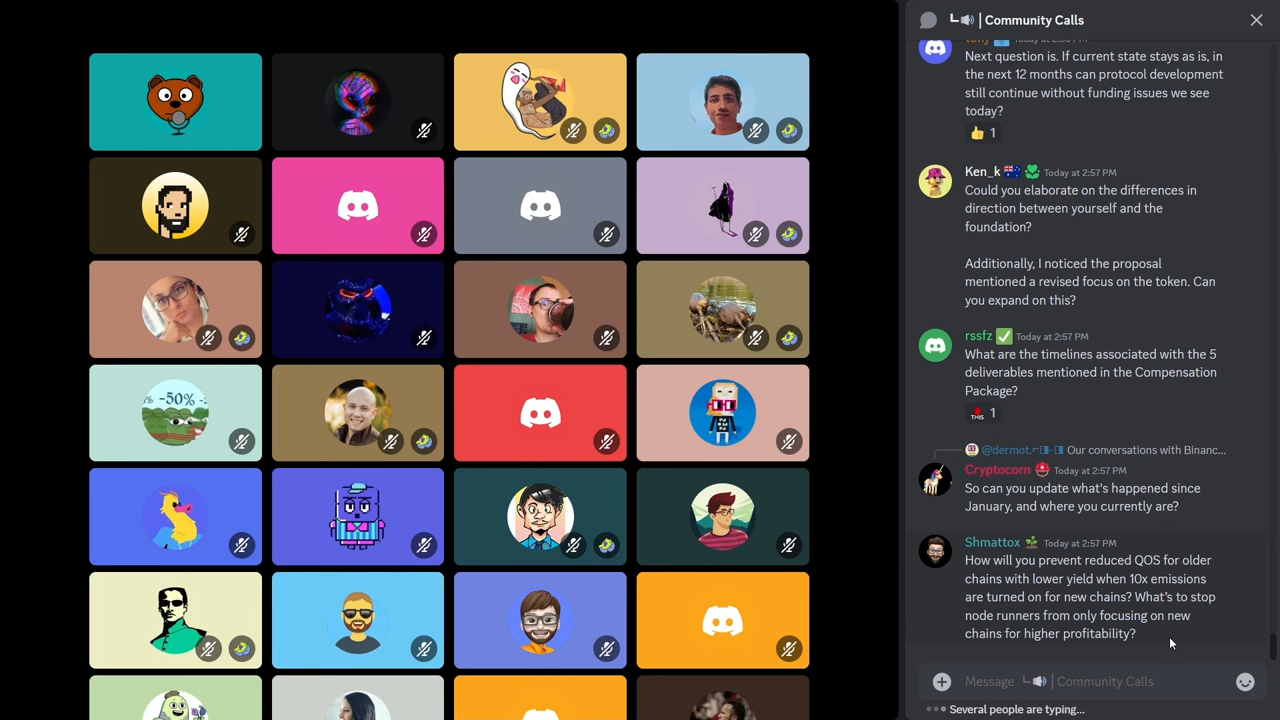 Community Calls
Next question is. If current state stays as is, in
the next 12 months can protocol development
still continue without funding issues we see
today?
1
Ken_k Today at 2:57 PM
Could you elaborate on the differences in
direction between yourself and the
foundation?
Additionally, I noticed the proposal
mentioned a revised focus on the token. Can
you expand on this?
rssfz Today at 2:57 PM
What are the timelines associated with the 5
deliverables mentioned in the Compensation
Package?
THIS 1
Our conversations with Binanc...
Cryptocorn Today at 2:57 PM
So can you update what's happened since
January, and where you currently are?
Shmattox Today at 2:57 PM
How will you prevent reduced QOS for older
chains with lower yield when 10x emissions
are turned on for new chains? What's to stop
node runners from only focusing on new
chains for higher profitability?
Message Community Calls
Several people are typing...
-50%